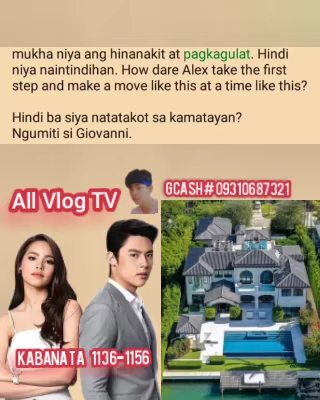 mukha niya ang hinanakit at pagkagulat. Hindi
niya naintindihan. How dare Alex take the first
step and make a move like this at a time like this?
Hindi ba siya natatakot sa kamatayan?
Ngumiti si Giovanni.
All Vlog TV
GCASH#09310687321
KABANATA 1136-1156